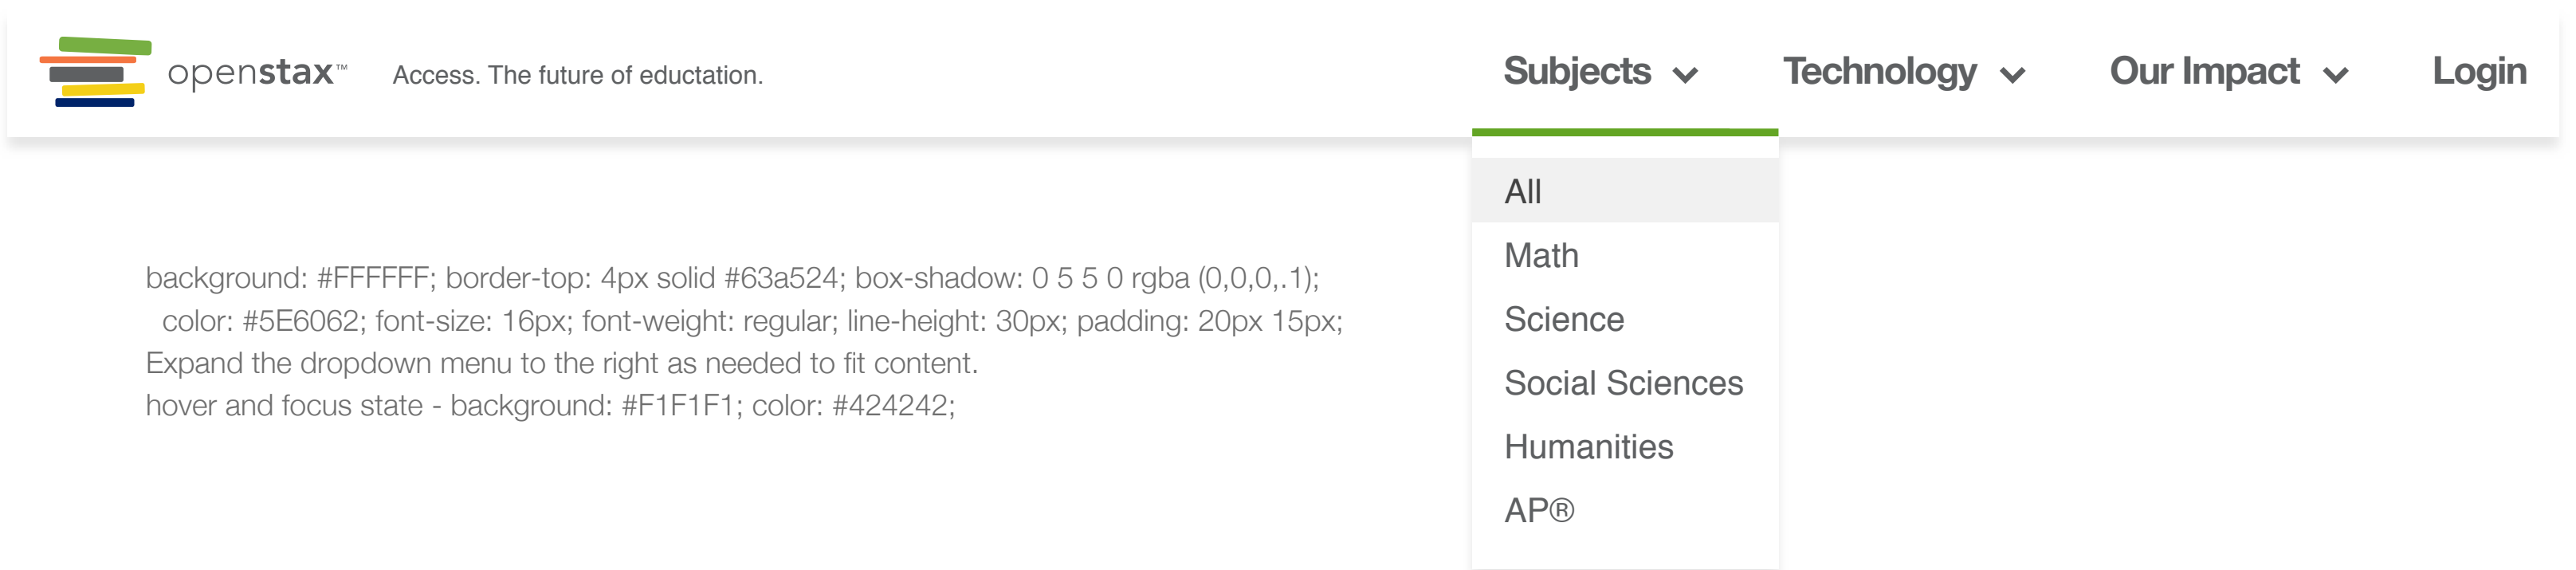 openstax™ Access. The future of eductation. Subjects Technology Our Impact Login
All
Math
Science
Social Sciences
Humanities
AP®
background: #FFFFFF; border-top: 4px solid #63a524; box-shadow: 0 5 5 0 rgba (0,0,0,.1);
color: #5E6062; font-size: 16px; font-weight: regular; line-height: 30px; padding: 20px 15px;
Expand the dropdown menu to the right as needed to fit content.
hover and focus state - background: #F1F1F1; color: #424242;